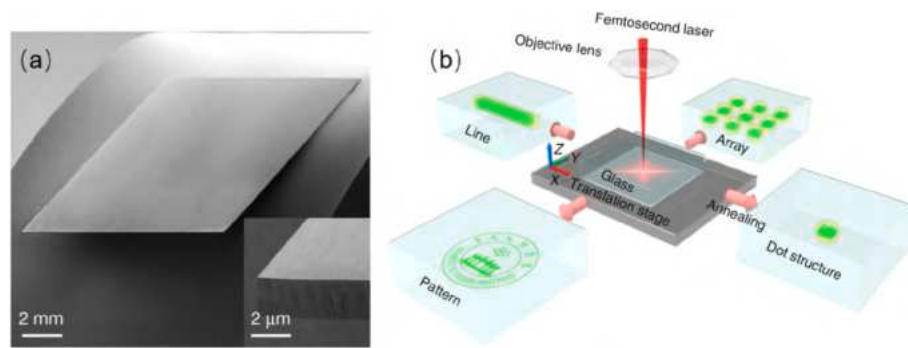 (a)
2 mm
2 μm
(b)
Femtosecond laser
Objective lens
Line
Array
Z
Y
X
Glass
Translation stage
Annealing
Pattern
Dot structure